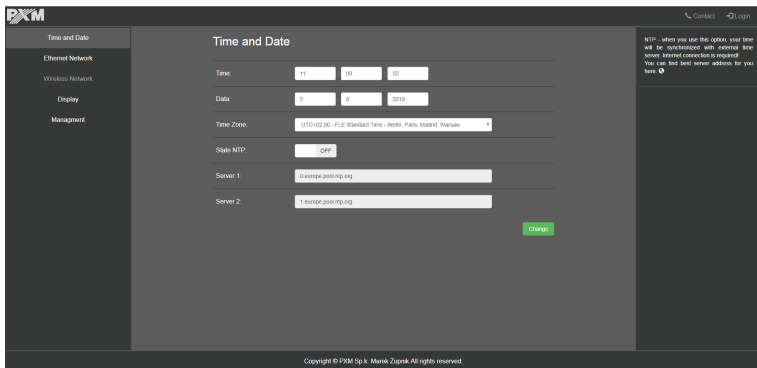 PXM
Contact
Login
Time and Date
Ethernet Network
Wireless Network
Display
Managment
Time and Date
Time: 11 09 50
Data: 5 6 2019
Time Zone: UTC+02:00 - FLE Standard Time - Berlin, Paris, Madrid, Warsaw
State NTP: OFF
Server 1: 0.europe.pool.ntp.org
Server 2: 1.europe.pool.ntp.org
Change
NTP - when you use this option, your time
will be synchronized with external time
server. Internet connection is required!
You can find best server address for you
here:
Copyright © PXM Sp.k. Marek Żupnik All rights reserved.